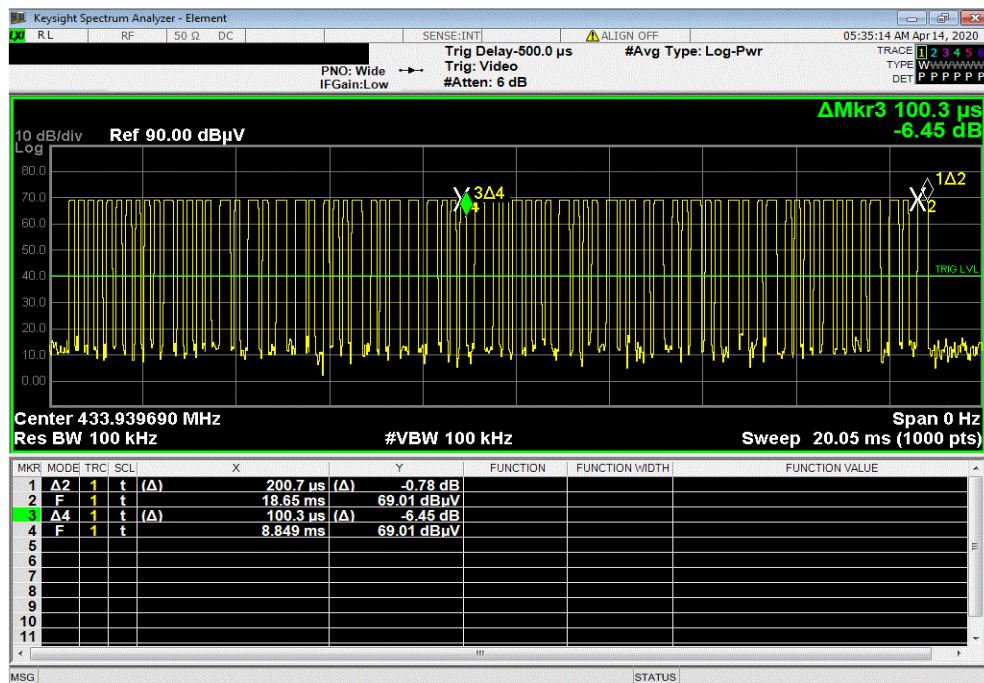 Keysight Spectrum Analyzer - Element
LXI RL RF 50 Ω DC SENSE:INT ALIGN OFF 05:35:14 AM Apr 14, 2020
Trig Delay-500.0 µs #Avg Type: Log-Pwr TRACE 1 2 3 4 5 6
PNO: Wide Trig: Video TYPE WWWWWW
IFGain:Low #Atten: 6 dB DET P P P P P P
ΔMkr3 100.3 µs
10 dB/div Ref 90.00 dBµV -6.45 dB
Log
80.0
70.0
60.0
50.0
40.0
30.0
20.0
10.0
0.00
3Δ4
4
1Δ2
2
TRIG LVL
Center 433.939690 MHz Span 0 Hz
Res BW 100 kHz #VBW 100 kHz Sweep 20.05 ms (1000 pts)
MKR MODE TRC SCL X Y FUNCTION FUNCTION WIDTH FUNCTION VALUE
1 Δ2 1 t (Δ) 200.7 µs (Δ) -0.78 dB
2 F 1 t 18.65 ms 69.01 dBµV
3 Δ4 1 t (Δ) 100.3 µs (Δ) -6.45 dB
4 F 1 t 8.849 ms 69.01 dBµV
5
6
7
8
9
10
11
MSG STATUS